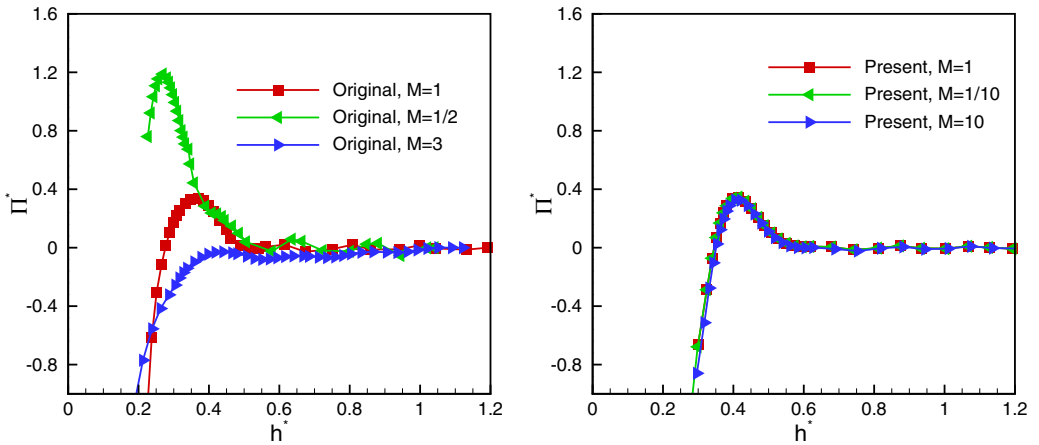 1.6
1.2
0.8
0.4
0
-0.4
-0.8
Π*
Original, M=1
Original, M=1/2
Original, M=3
0 0.2 0.4 0.6 0.8 1 1.2
h*
1.6
1.2
0.8
0.4
0
-0.4
-0.8
Π*
Present, M=1
Present, M=1/10
Present, M=10
0 0.2 0.4 0.6 0.8 1 1.2
h*